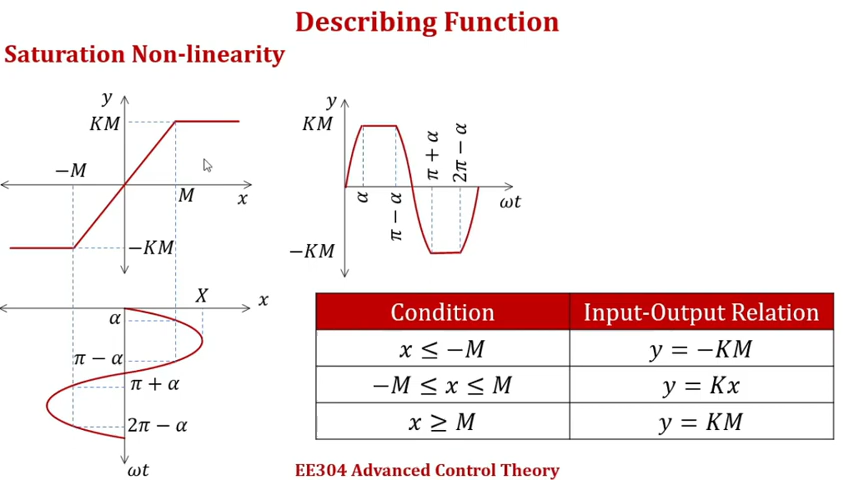 Describing Function
Saturation Non-linearity
y
KM
−M
M
x
−KM
X
x
α
π − α
π + α
2π − α
ωt
y
KM
α
π − α
π + α
2π − α
ωt
−KM
Condition Input-Output Relation
x ≤ −M y = −KM
−M ≤ x ≤ M y = Kx
x ≥ M y = KM
EE304 Advanced Control Theory